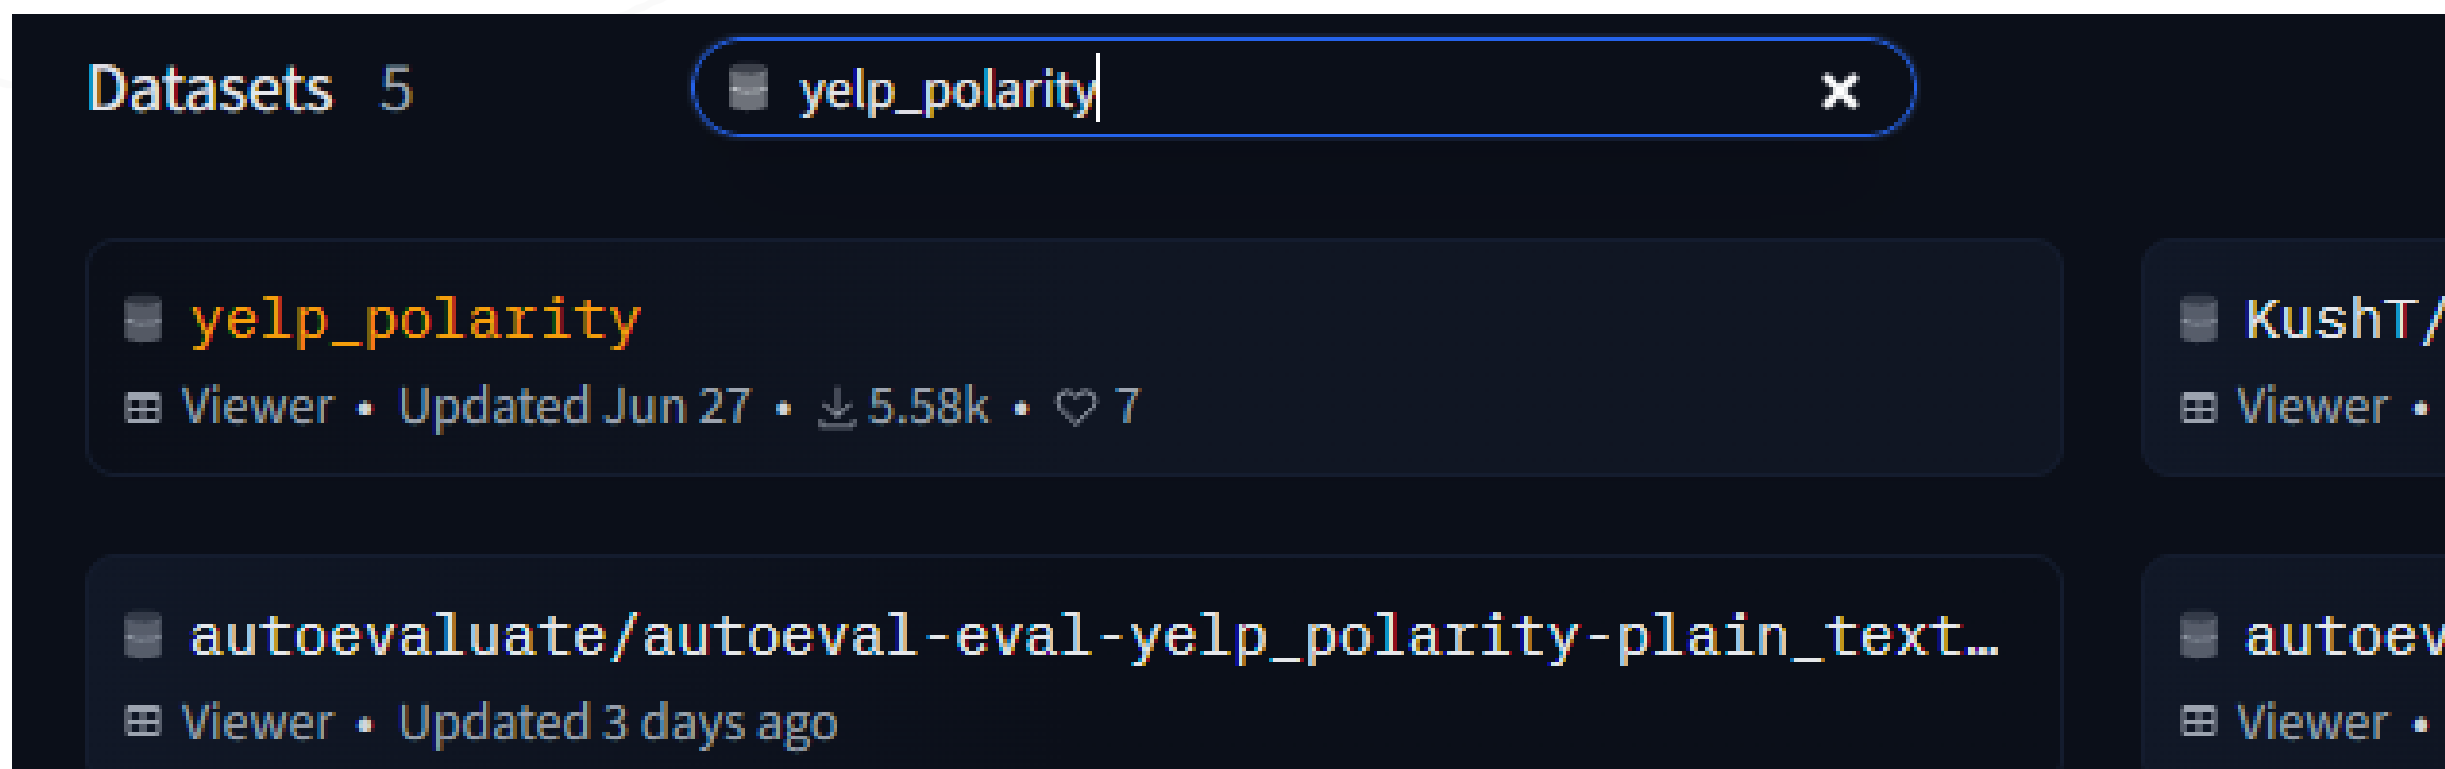 Datasets 5
yelp_polarity
yelp_polarity
Viewer • Updated Jun 27 • 5.58k • 7
KushT/
Viewer •
autoevaluate/autoeval-eval-yelp_polarity-plain_text…
Viewer • Updated 3 days ago
autoev
Viewer •